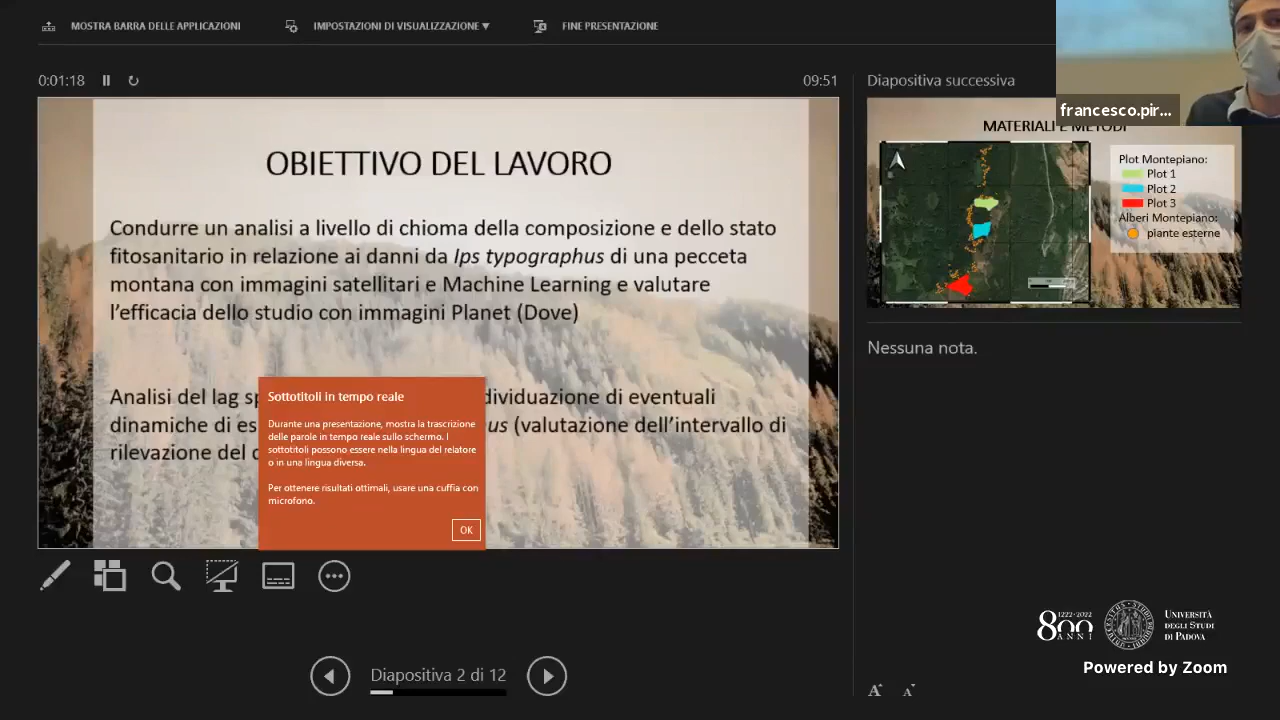 MOSTRA BARRA DELLE APPLICAZIONI
IMPOSTAZIONI DI VISUALIZZAZIONE ▼
FINE PRESENTAZIONE
0:01:18
09:51
OBIETTIVO DEL LAVORO
Condurre un analisi a livello di chioma della composizione e dello stato
fitosanitario in relazione ai danni da Ips typographus di una pecceta
montana con immagini satellitari e Machine Learning e valutare
l’efficacia dello studio con immagini Planet (Dove)
Analisi del lag sp dividuazione di eventuali
dinamiche di es us (valutazione dell’intervallo di
rilevazione del
Sottotitoli in tempo reale
Durante una presentazione, mostra la trascrizione
delle parole in tempo reale sullo schermo. I
sottotitoli possono essere nella lingua del relatore
o in una lingua diversa.
Per ottenere risultati ottimali, usare una cuffia con
microfono.
OK
Diapositiva 2 di 12
Diapositiva successiva
francesco.pir...
MATERIALI E METODI
Plot Montepiano:
Plot 1
Plot 2
Plot 3
Alberi Montepiano:
piante esterne
Nessuna nota.
1222·2022
800
ANNI
UNIVERSITÀ
DEGLI STUDI
DI PADOVA
Powered by Zoom
A A